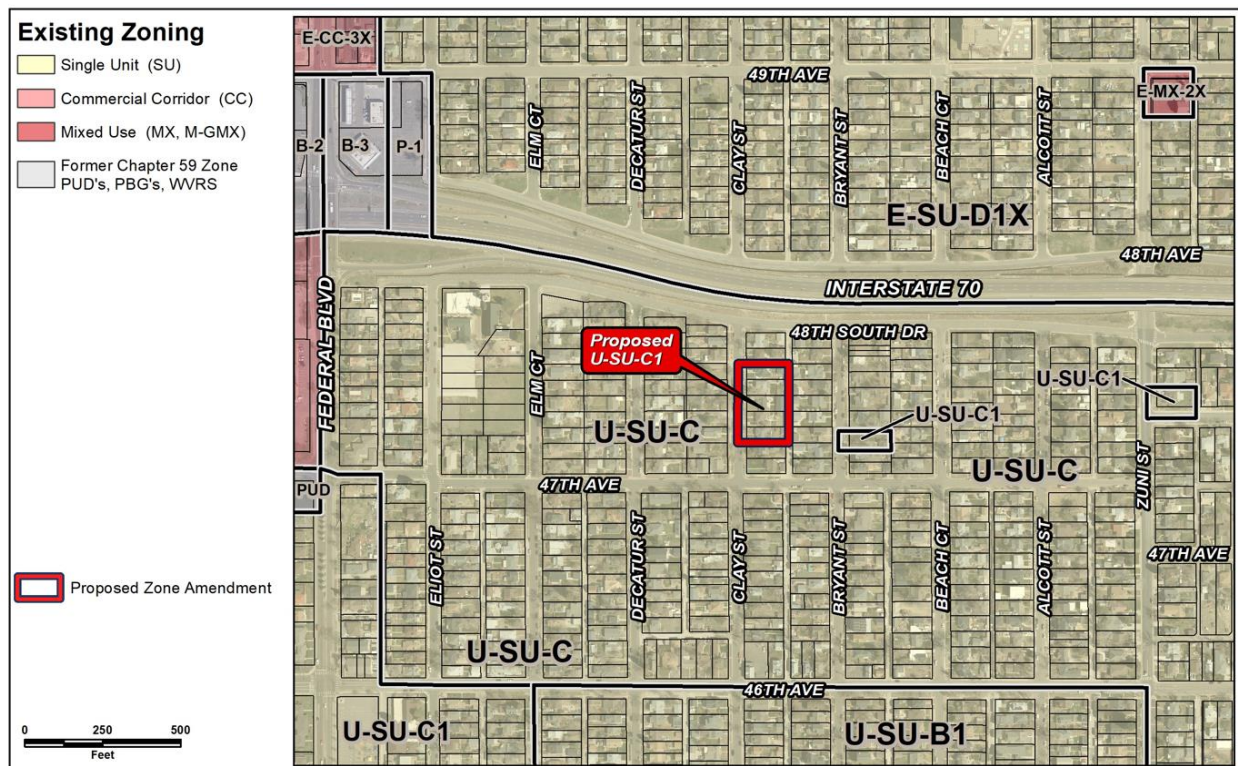 Existing Zoning
Single Unit (SU)
Commercial Corridor (CC)
Mixed Use (MX, M-GMX)
Former Chapter 59 Zone
PUD's, PBG's, WVRS
Proposed Zone Amendment
0 250 500
Feet
E-CC-3X
49TH AVE
E-MX-2X
B-2
B-3
P-1
ELM CT
DECATUR ST
CLAY ST
BRYANT ST
BEACH CT
ALCOTT ST
E-SU-D1X
48TH AVE
INTERSTATE 70
48TH SOUTH DR
Proposed
U-SU-C1
FEDERAL BLVD
ELM CT
U-SU-C1
U-SU-C1
U-SU-C
U-SU-C
ZUNI ST
PUD
47TH AVE
ELIOT ST
DECATUR ST
CLAY ST
BRYANT ST
BEACH CT
ALCOTT ST
47TH AVE
U-SU-C
46TH AVE
U-SU-C1
U-SU-B1